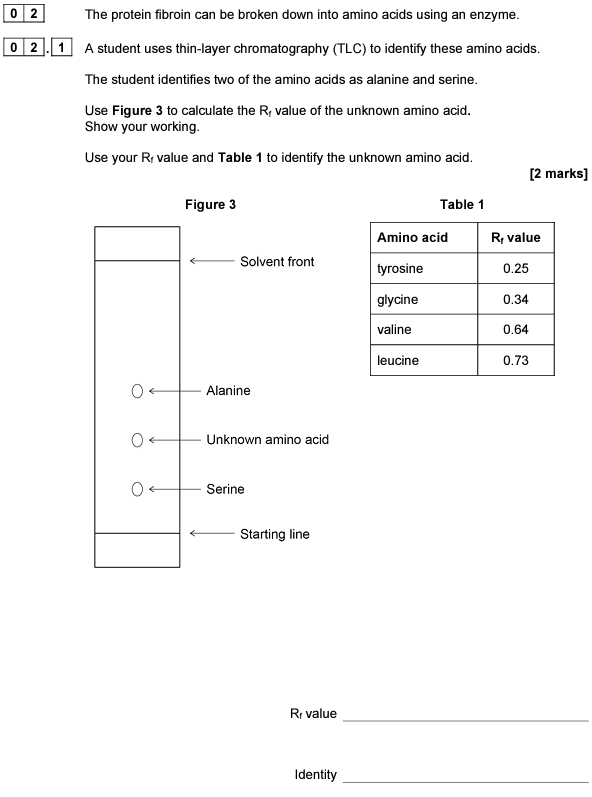 0 2 The protein fibroin can be broken down into amino acids using an enzyme.
0 2 . 1 A student uses thin-layer chromatography (TLC) to identify these amino acids.
The student identifies two of the amino acids as alanine and serine.
Use Figure 3 to calculate the Rf value of the unknown amino acid.
Show your working.
Use your Rf value and Table 1 to identify the unknown amino acid.
[2 marks]
Figure 3
Solvent front
Alanine
Unknown amino acid
Serine
Starting line
Table 1
Amino acid Rf value
tyrosine 0.25
glycine 0.34
valine 0.64
leucine 0.73
Rf value
Identity